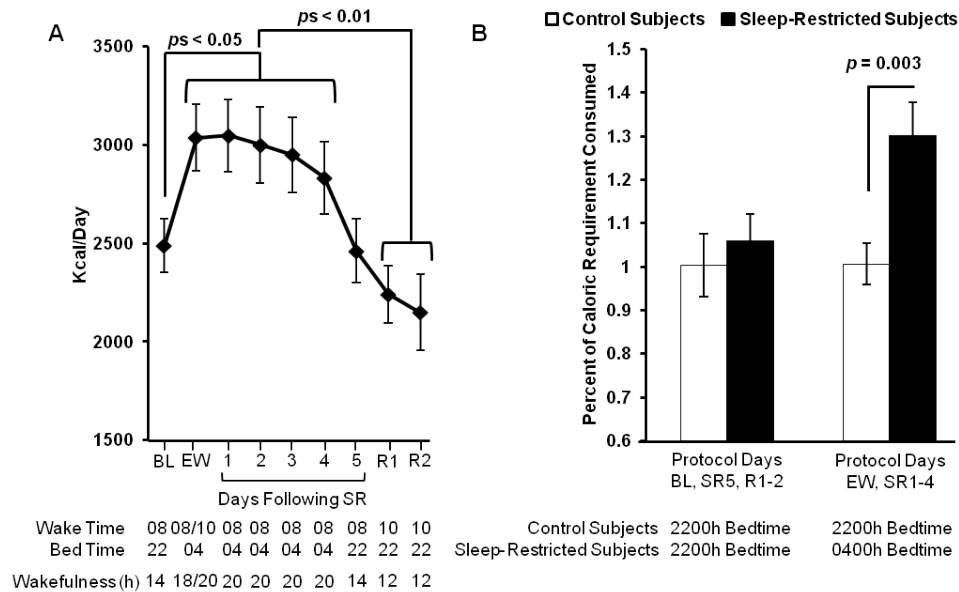 A
ps < 0.05
ps < 0.01
Kcal/Day
3500
3000
2500
2000
1500
BL EW 1 2 3 4 5 R1 R2
Days Following SR
Wake Time 08 08/10 08 08 08 08 08 10 10
Bed Time 22 04 04 04 04 04 22 22 22
Wakefulness (h) 14 18/20 20 20 20 20 14 12 12
B
Control Subjects Sleep-Restricted Subjects
p = 0.003
Percent of Caloric Requirement Consumed
1.5
1.4
1.3
1.2
1.1
1
0.9
0.8
0.7
0.6
Protocol Days Protocol Days
BL, SR5, R1-2 EW, SR1-4
Control Subjects 2200h Bedtime 2200h Bedtime
Sleep-Restricted Subjects 2200h Bedtime 0400h Bedtime